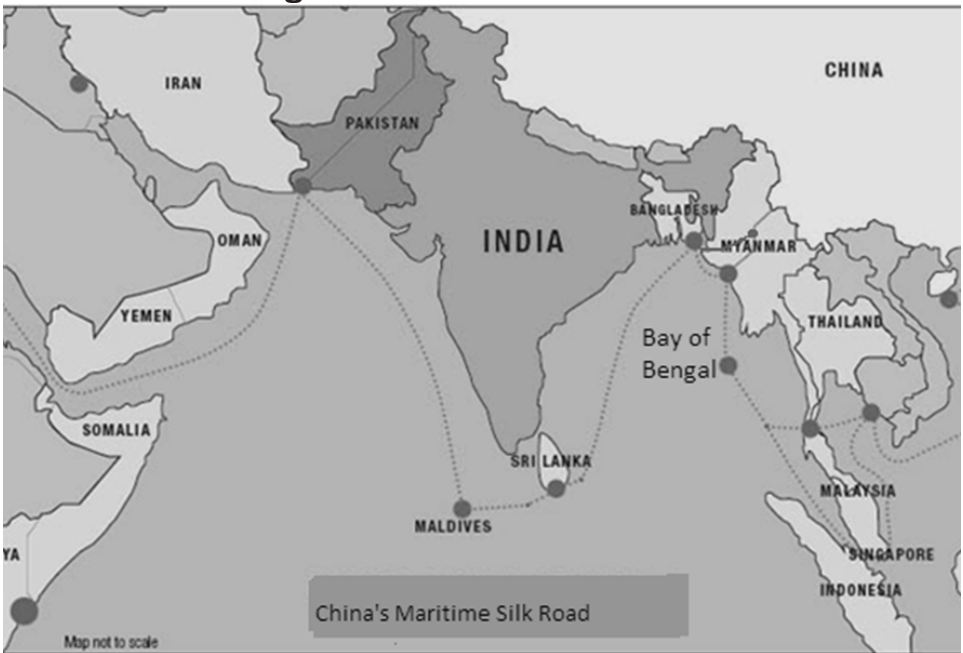 IRAN
CHINA
PAKISTAN
BANGLADESH
OMAN
INDIA
MYANMAR
YEMEN
THAILAND
Bay of
Bengal
SOMALIA
SRI LANKA
MALAYSIA
MALDIVES
YA
SINGAPORE
INDONESIA
China's Maritime Silk Road
Map not to scale